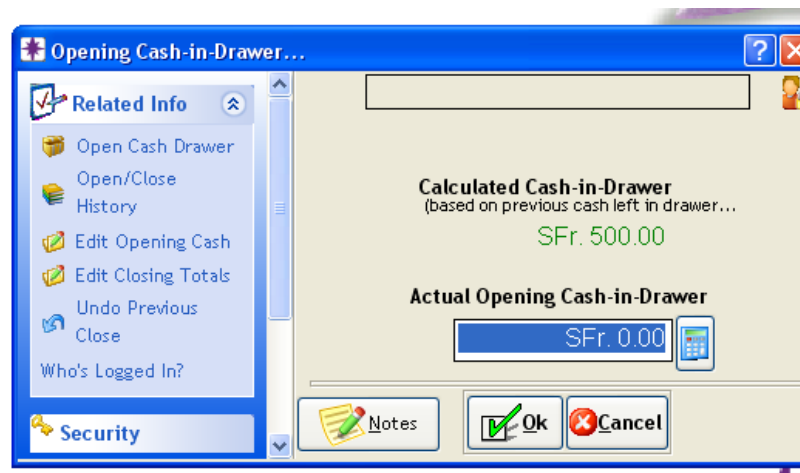 Opening Cash-in-Drawer...
Related Info
Open Cash Drawer
Open/Close
History
Edit Opening Cash
Edit Closing Totals
Undo Previous
Close
Who's Logged In?
Security
Calculated Cash-in-Drawer
(based on previous cash left in drawer...
SFr. 500.00
Actual Opening Cash-in-Drawer
SFr. 0.00
Notes
Ok
Cancel